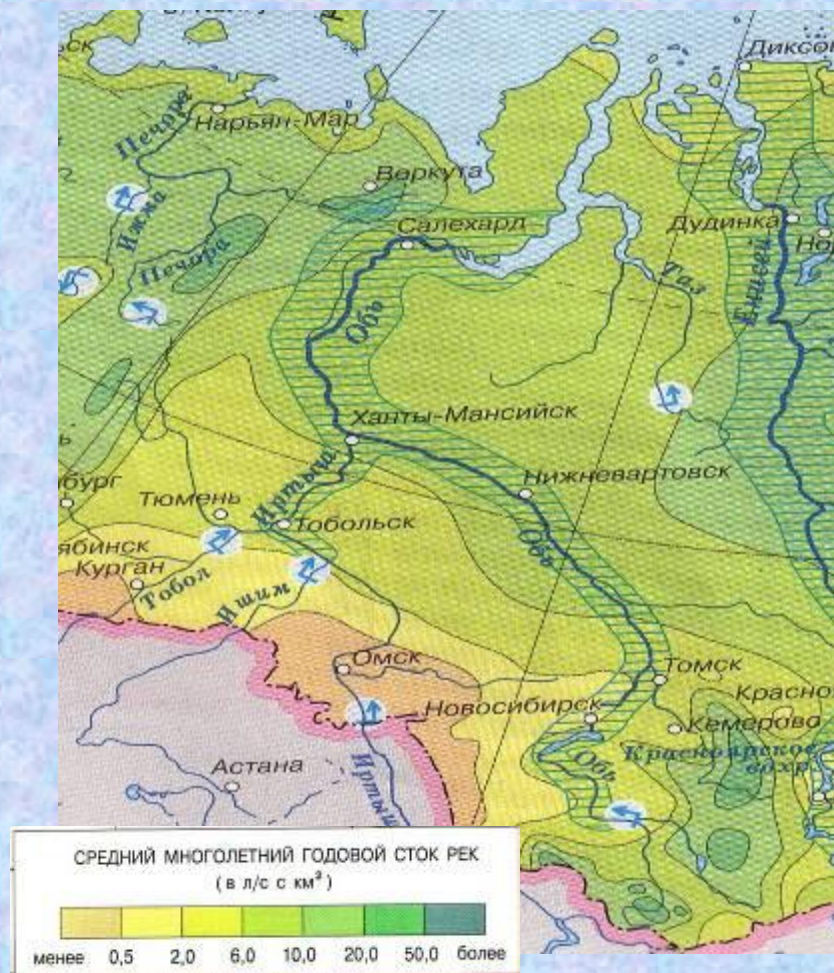 Диксон
Печора
Нарьян-Мар
Воркута
Ижма
Салехард
Дудинка
Печора
Обь
Таз
Енисей
Ханты-Мансийск
Нижневартовск
Тюмень
Иртыш
Тобольск
Обь
Курган
Тобол
Ишим
Омск
Томск
Новосибирск
Кемерово
Красноярское
вдхр.
Обь
Астана
Иртыш
СРЕДНИЙ МНОГОЛЕТНИЙ ГОДОВОЙ СТОК РЕК
(в л/с с км²)
менее 0,5 2,0 6,0 10,0 20,0 50,0 более